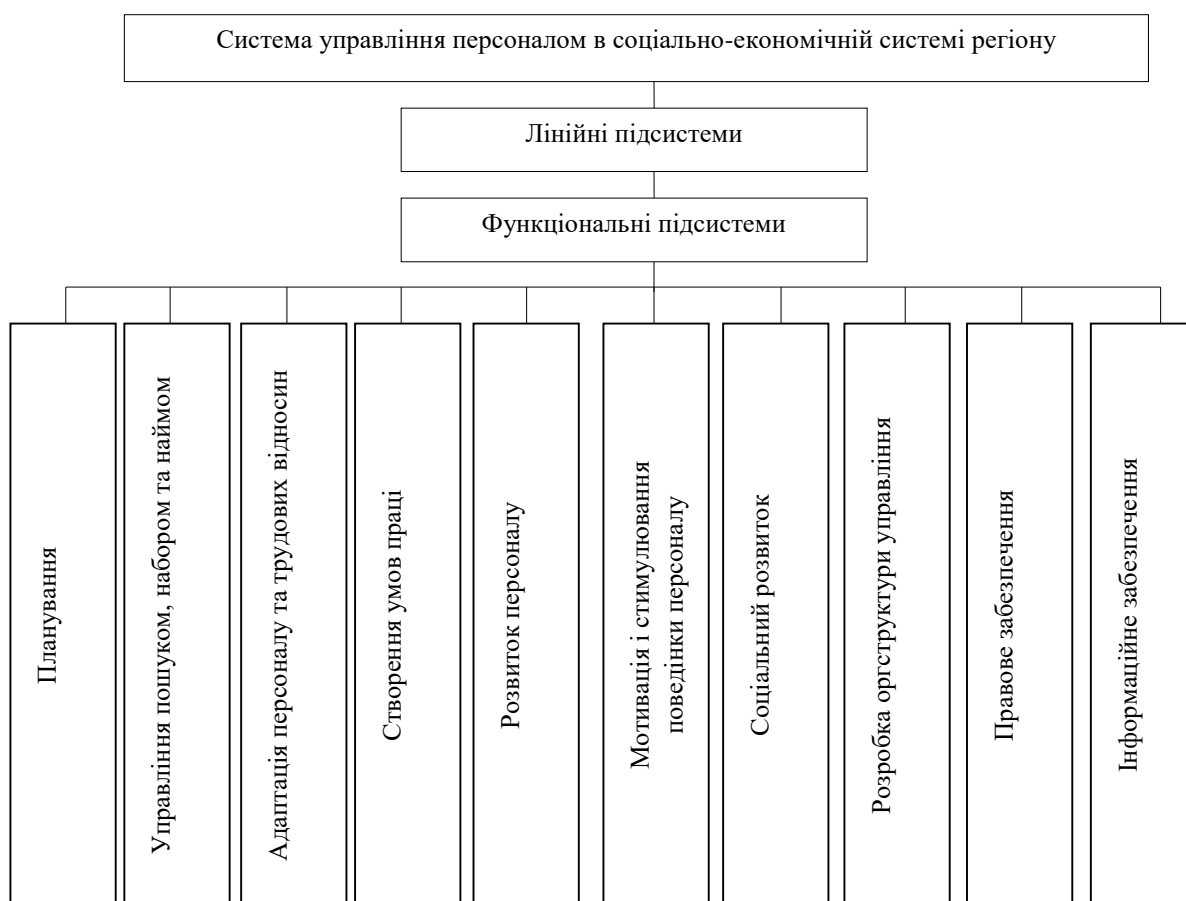 Система управління персоналом в соціально-економічній системі регіону
Лінійні підсистеми
Функціональні підсистеми
Планування
Управління пошуком, набором та наймом
Адаптація персоналу та трудових відносин
Створення умов праці
Розвиток персоналу
Мотивація і стимулювання
поведінки персоналу
Соціальний розвиток
Розробка оргструктури управління
Правове забезпечення
Інформаційне забезпечення